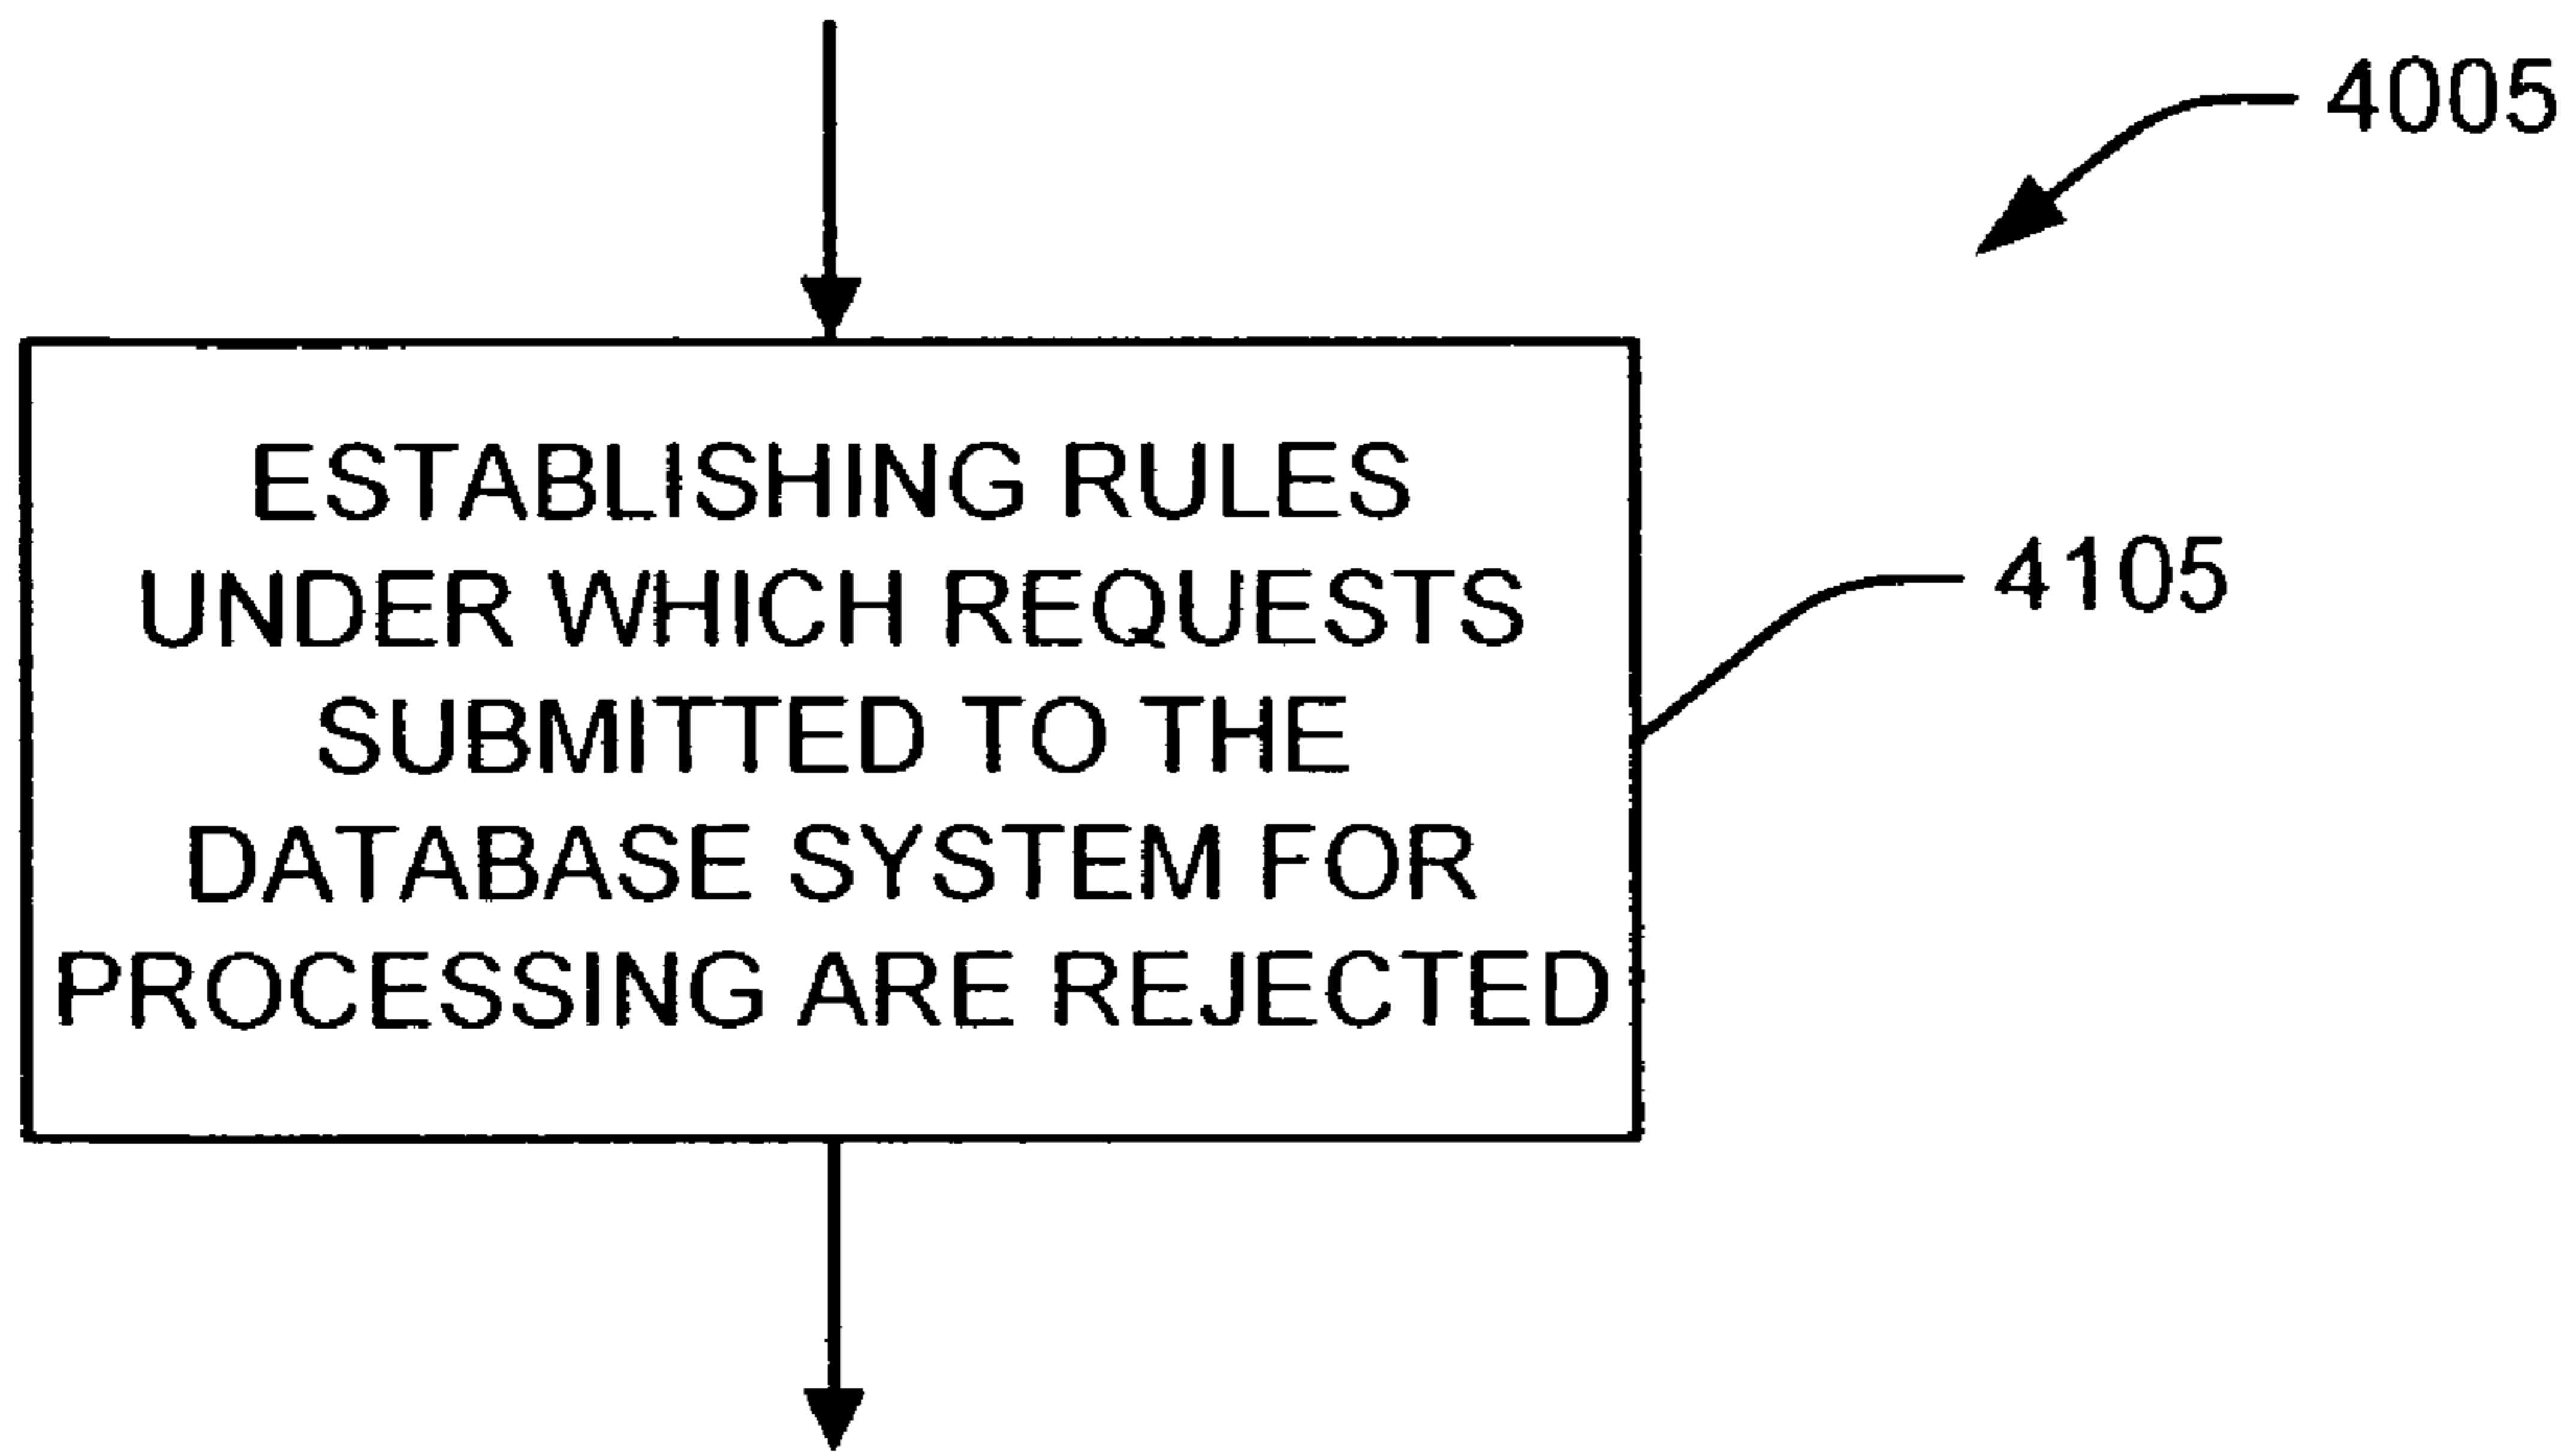 4005
ESTABLISHING RULES
UNDER WHICH REQUESTS
SUBMITTED TO THE
DATABASE SYSTEM FOR
PROCESSING ARE REJECTED
4105